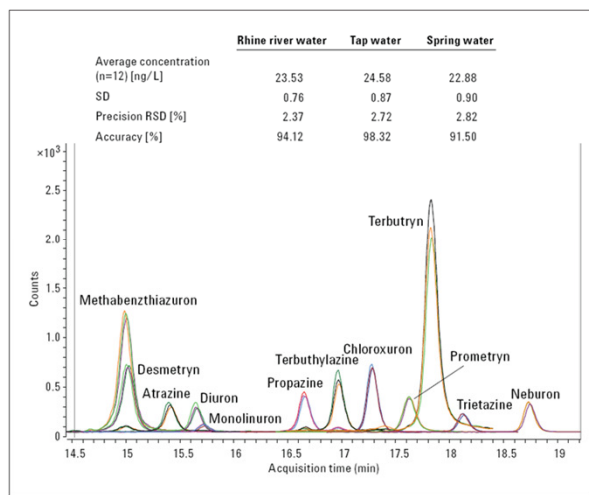 Rhine river water Tap water Spring water
Average concentration
(n=12) [ng/L] 23.53 24.58 22.88
SD 0.76 0.87 0.90
Precision RSD [%] 2.37 2.72 2.82
Accuracy [%] 94.12 98.32 91.50
×10³
2.5
2.0
1.5
1.0
0.5
0
Counts
Terbutryn
Methabenzthiazuron
Desmetryn
Atrazine
Diuron
Monolinuron
Propazine
Terbuthylazine
Chloroxuron
Prometryn
Trietazine
Neburon
14.5 15 15.5 16 16.5 17 17.5 18 18.5 19
Acquisition time (min)